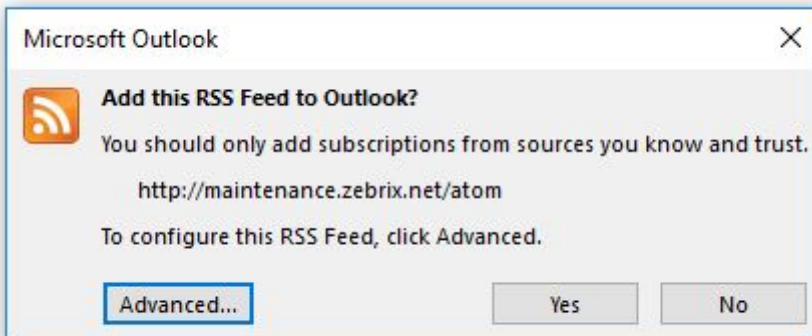 Microsoft Outlook
Add this RSS Feed to Outlook?
You should only add subscriptions from sources you know and trust.
http://maintenance.zebrix.net/atom
To configure this RSS Feed, click Advanced.
Advanced... Yes No